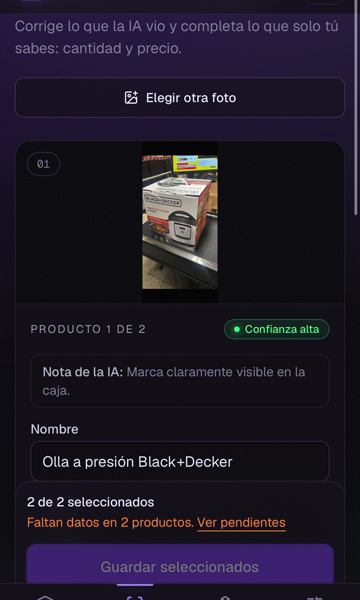 Corrige lo que la IA vio y completa lo que solo tú
sabes: cantidad y precio.
Elegir otra foto
01
BLACK+DECKER
PRODUCTO 1 DE 2
Confianza alta
Nota de la IA: Marca claramente visible en la
caja.
Nombre
Olla a presión Black+Decker
2 de 2 seleccionados
Faltan datos en 2 productos. Ver pendientes
Guardar seleccionados